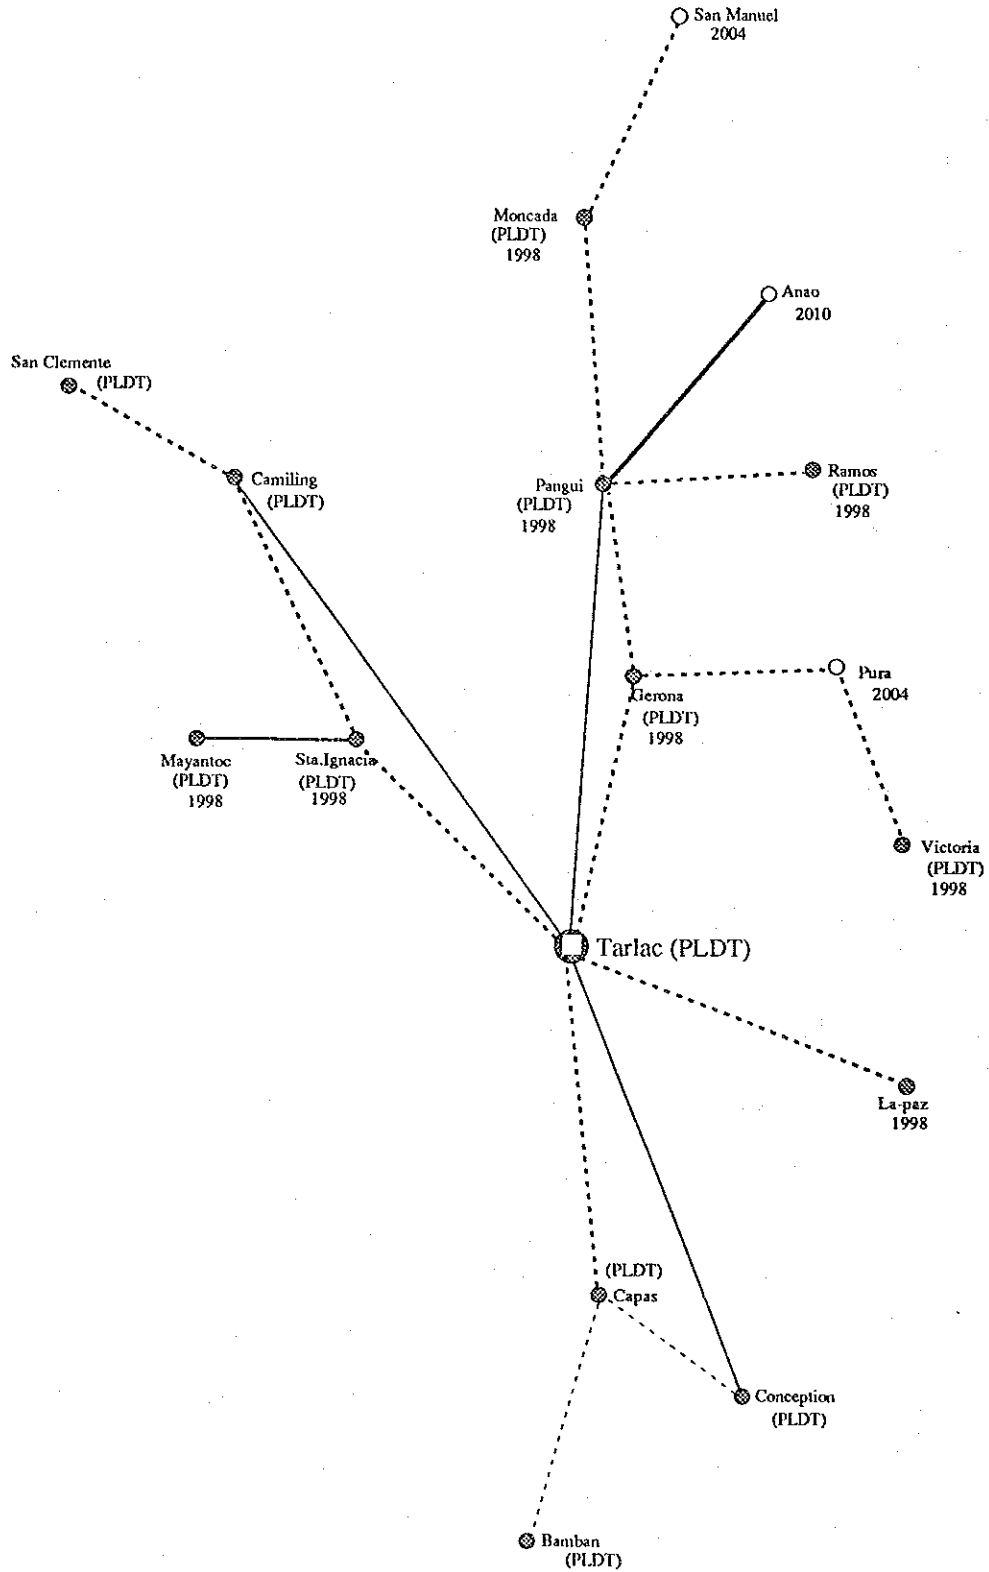 San Manuel
2004
Moncada
(PLDT)
1998
Anao
2010
San Clemente
(PLDT)
Camiling
(PLDT)
Pangui
(PLDT)
1998
Ramos
(PLDT)
1998
Gerona
(PLDT)
1998
Pura
2004
Mayantoc
(PLDT)
1998
Sta.Ignacia
(PLDT)
1998
Victoria
(PLDT)
1998
Tarlac (PLDT)
La-paz
1998
(PLDT)
Capas
Conception
(PLDT)
Bamban
(PLDT)